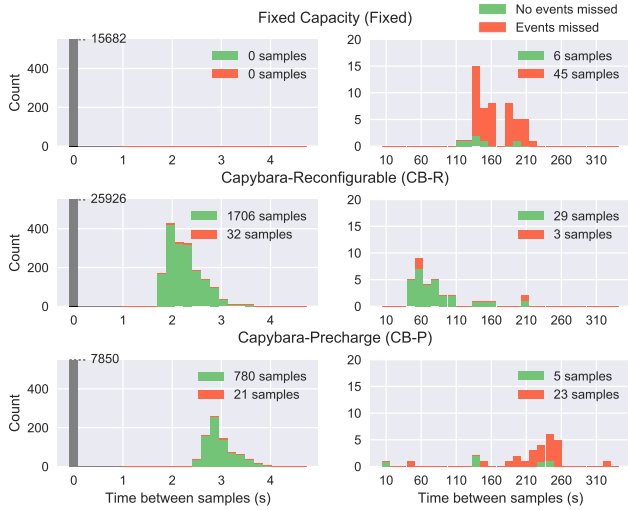 Fixed Capacity (Fixed)
No events missed
Events missed
15682
0 samples
0 samples
6 samples
45 samples
Count
400
200
0
0 1 2 3 4
20
15
10
5
0
10 60 110 160 210 260 310
Capybara-Reconfigurable (CB-R)
25926
1706 samples
32 samples
29 samples
3 samples
Count
400
200
0
0 1 2 3 4
20
15
10
5
0
10 60 110 160 210 260 310
Capybara-Precharge (CB-P)
7850
780 samples
21 samples
5 samples
23 samples
Count
400
200
0
0 1 2 3 4
Time between samples (s)
20
15
10
5
0
10 60 110 160 210 260 310
Time between samples (s)